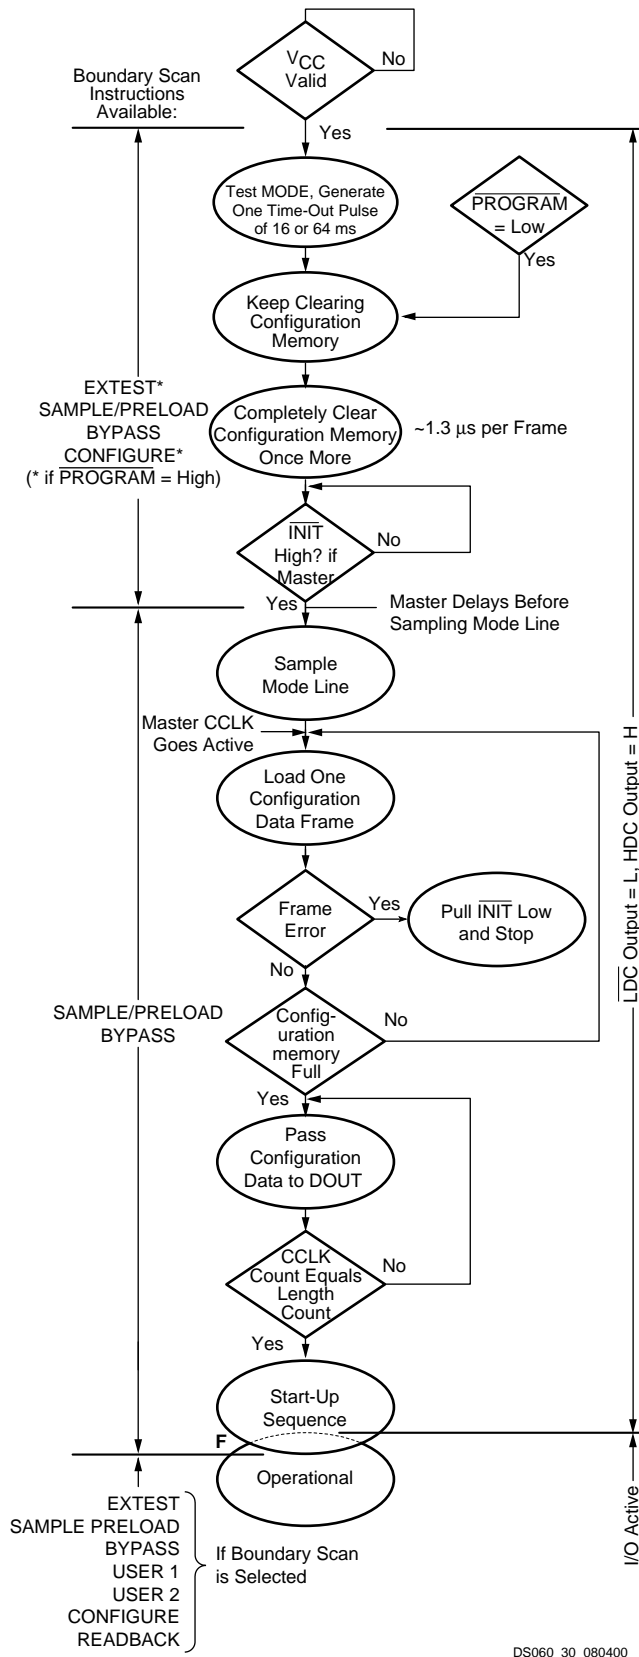 VCC
Valid
No
Boundary Scan
Instructions
Available:
Yes
Test MODE, Generate
One Time-Out Pulse
of 16 or 64 ms
PROGRAM
= Low
Yes
Keep Clearing
Configuration
Memory
EXTEST*
SAMPLE/PRELOAD
BYPASS
CONFIGURE*
(* if PROGRAM = High)
Completely Clear
Configuration Memory
Once More
~1.3 µs per Frame
INIT
High? if
Master
No
Yes
Master Delays Before
Sampling Mode Line
Sample
Mode Line
Master CCLK
Goes Active
Load One
Configuration
Data Frame
LDC Output = L, HDC Output = H
Frame
Error
Yes
Pull INIT Low
and Stop
No
SAMPLE/PRELOAD
BYPASS
Config-
uration
memory
Full
No
Yes
Pass
Configuration
Data to DOUT
CCLK
Count Equals
Length
Count
No
Yes
Start-Up
Sequence
F
Operational
EXTEST
SAMPLE PRELOAD
BYPASS
USER 1
USER 2
CONFIGURE
READBACK
If Boundary Scan
is Selected
I/O Active
DS060_30_080400